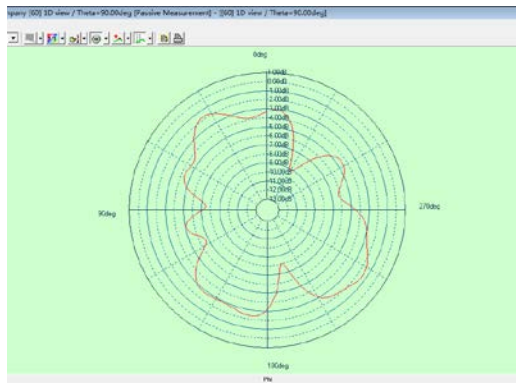 mpany [60] 1D view / Theta=90.00deg [Passive Measurement] - [[60] 1D view / Theta=90.00deg]
0deg
1.00dB
0.00dB
-1.00dB
-2.00dB
-3.00dB
-4.00dB
-5.00dB
-6.00dB
-7.00dB
-8.00dB
-9.00dB
-10.00dB
-11.00dB
-12.00dB
-13.00dB
90deg
270deg
180deg
Phi